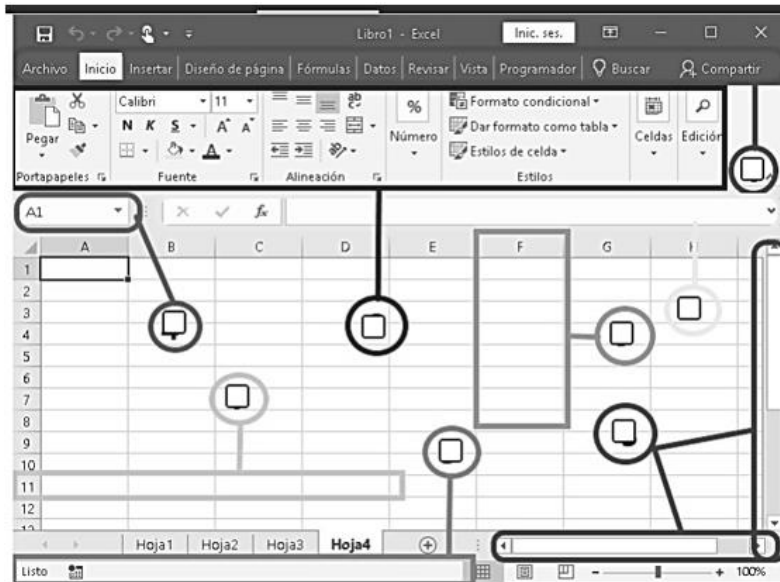 Libro1 - Excel Inic. ses.
Archivo Inicio Insertar Diseño de página Fórmulas Datos Revisar Vista Programador Buscar Compartir
Calibri 11 ab % Formato condicional
Pegar N K S A A Número Dar formato como tabla Celdas Edición
A Estilos de celda
Portapapeles Fuente Alineación Estilos
A1 fx
A B C D E F G H
1
2
3
4
5
6
7
8
9
10
11
12
Hoja1 Hoja2 Hoja3 Hoja4
Listo 100%